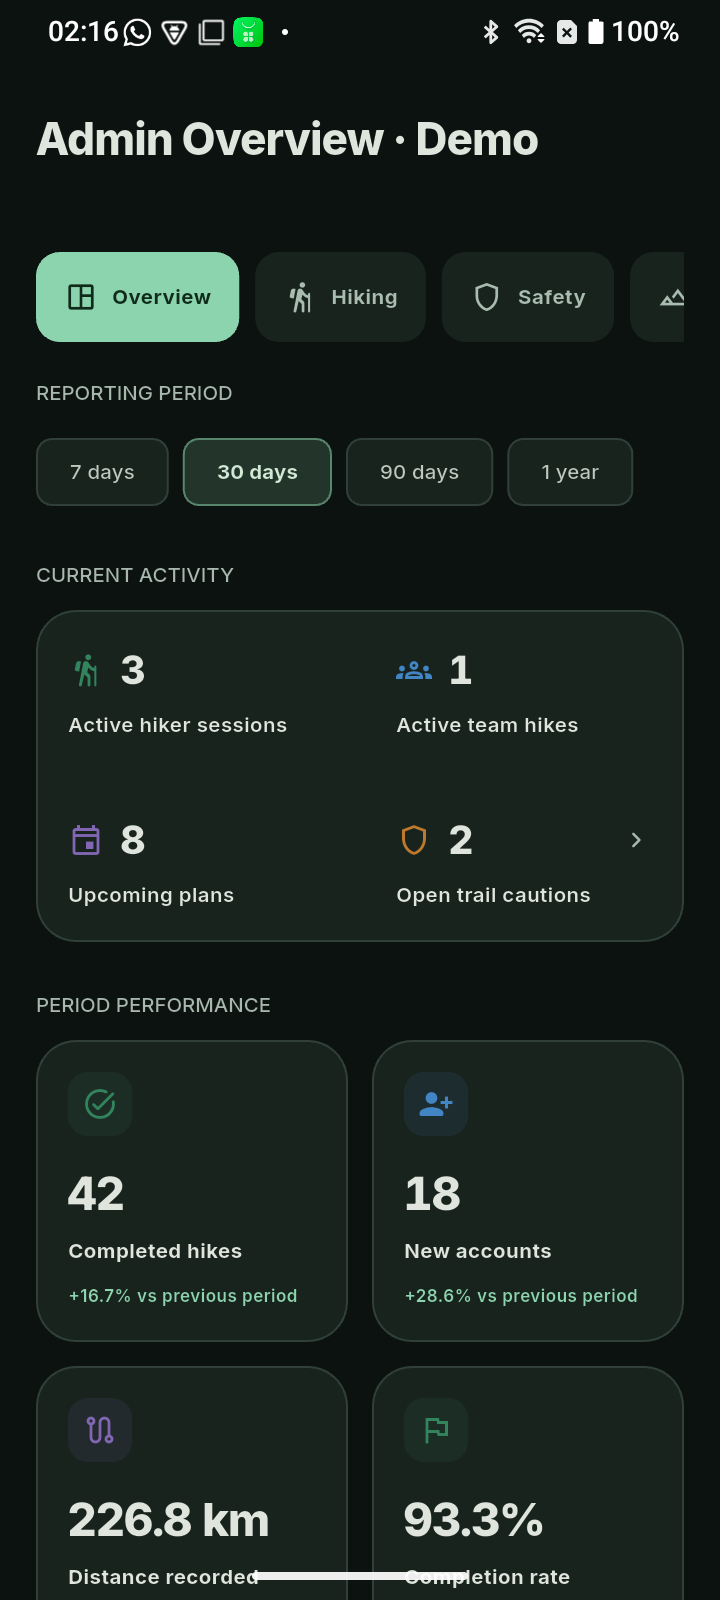 02:16
100%
Admin Overview · Demo
Overview
Hiking
Safety
REPORTING PERIOD
7 days
30 days
90 days
1 year
CURRENT ACTIVITY
3
1
Active hiker sessions
Active team hikes
8
2
Upcoming plans
Open trail cautions
PERIOD PERFORMANCE
42
Completed hikes
+16.7% vs previous period
18
New accounts
+28.6% vs previous period
226.8 km
Distance recorded
93.3%
Completion rate